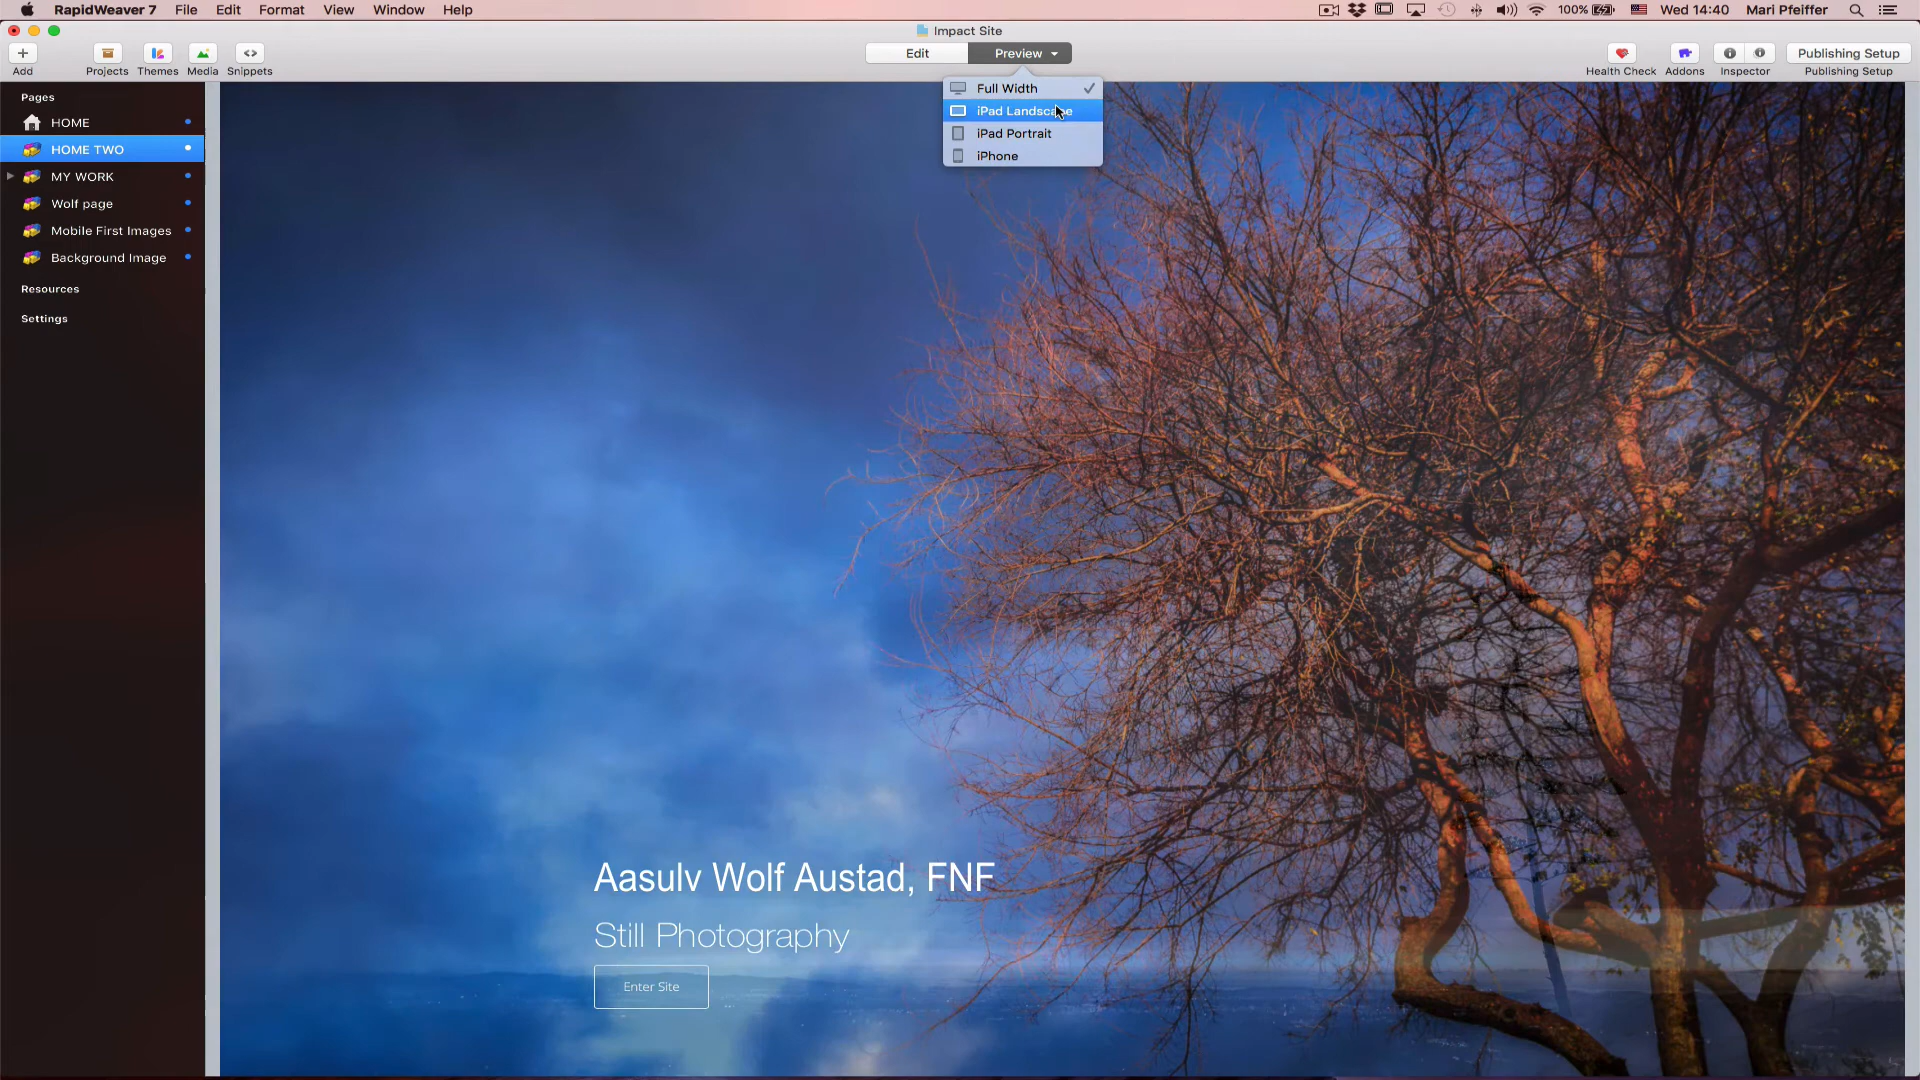 RapidWeaver 7 File Edit Format View Window Help 100% Wed 14:40 Mari Pfeiffer
Impact Site
Edit Preview Publishing Setup
Add Projects Themes Media Snippets Health Check Addons Inspector Publishing Setup
Pages
HOME
HOME TWO
MY WORK
Wolf page
Mobile First Images
Background Image
Resources
Settings
Full Width
iPad Landscape
iPad Portrait
iPhone
Aasulv Wolf Austad, FNF
Still Photography
Enter Site